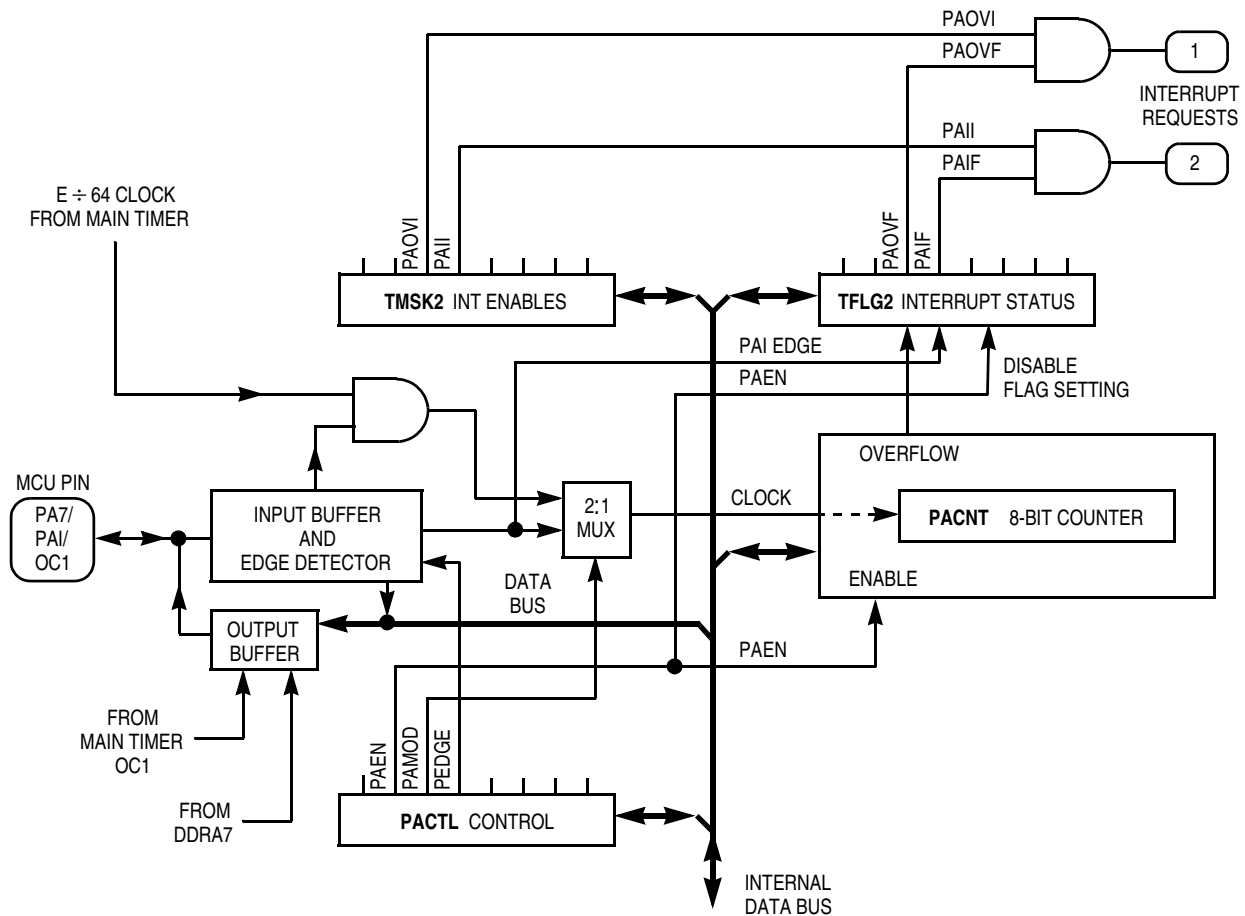 PAOVI
PAOVF
1
INTERRUPT
REQUESTS
PAII
PAIF
2
E ÷ 64 CLOCK
FROM MAIN TIMER
PAOVI
PAII
PAOVF
PAIF
TMSK2 INT ENABLES
TFLG2 INTERRUPT STATUS
PAI EDGE
PAEN
DISABLE
FLAG SETTING
OVERFLOW
MCU PIN
PA7/
PAI/
OC1
INPUT BUFFER
AND
EDGE DETECTOR
2:1
MUX
CLOCK
PACNT 8-BIT COUNTER
DATA
BUS
ENABLE
OUTPUT
BUFFER
PAEN
FROM
MAIN TIMER
OC1
PAEN
PAMOD
PEDGE
FROM
DDRA7
PACTL CONTROL
INTERNAL
DATA BUS